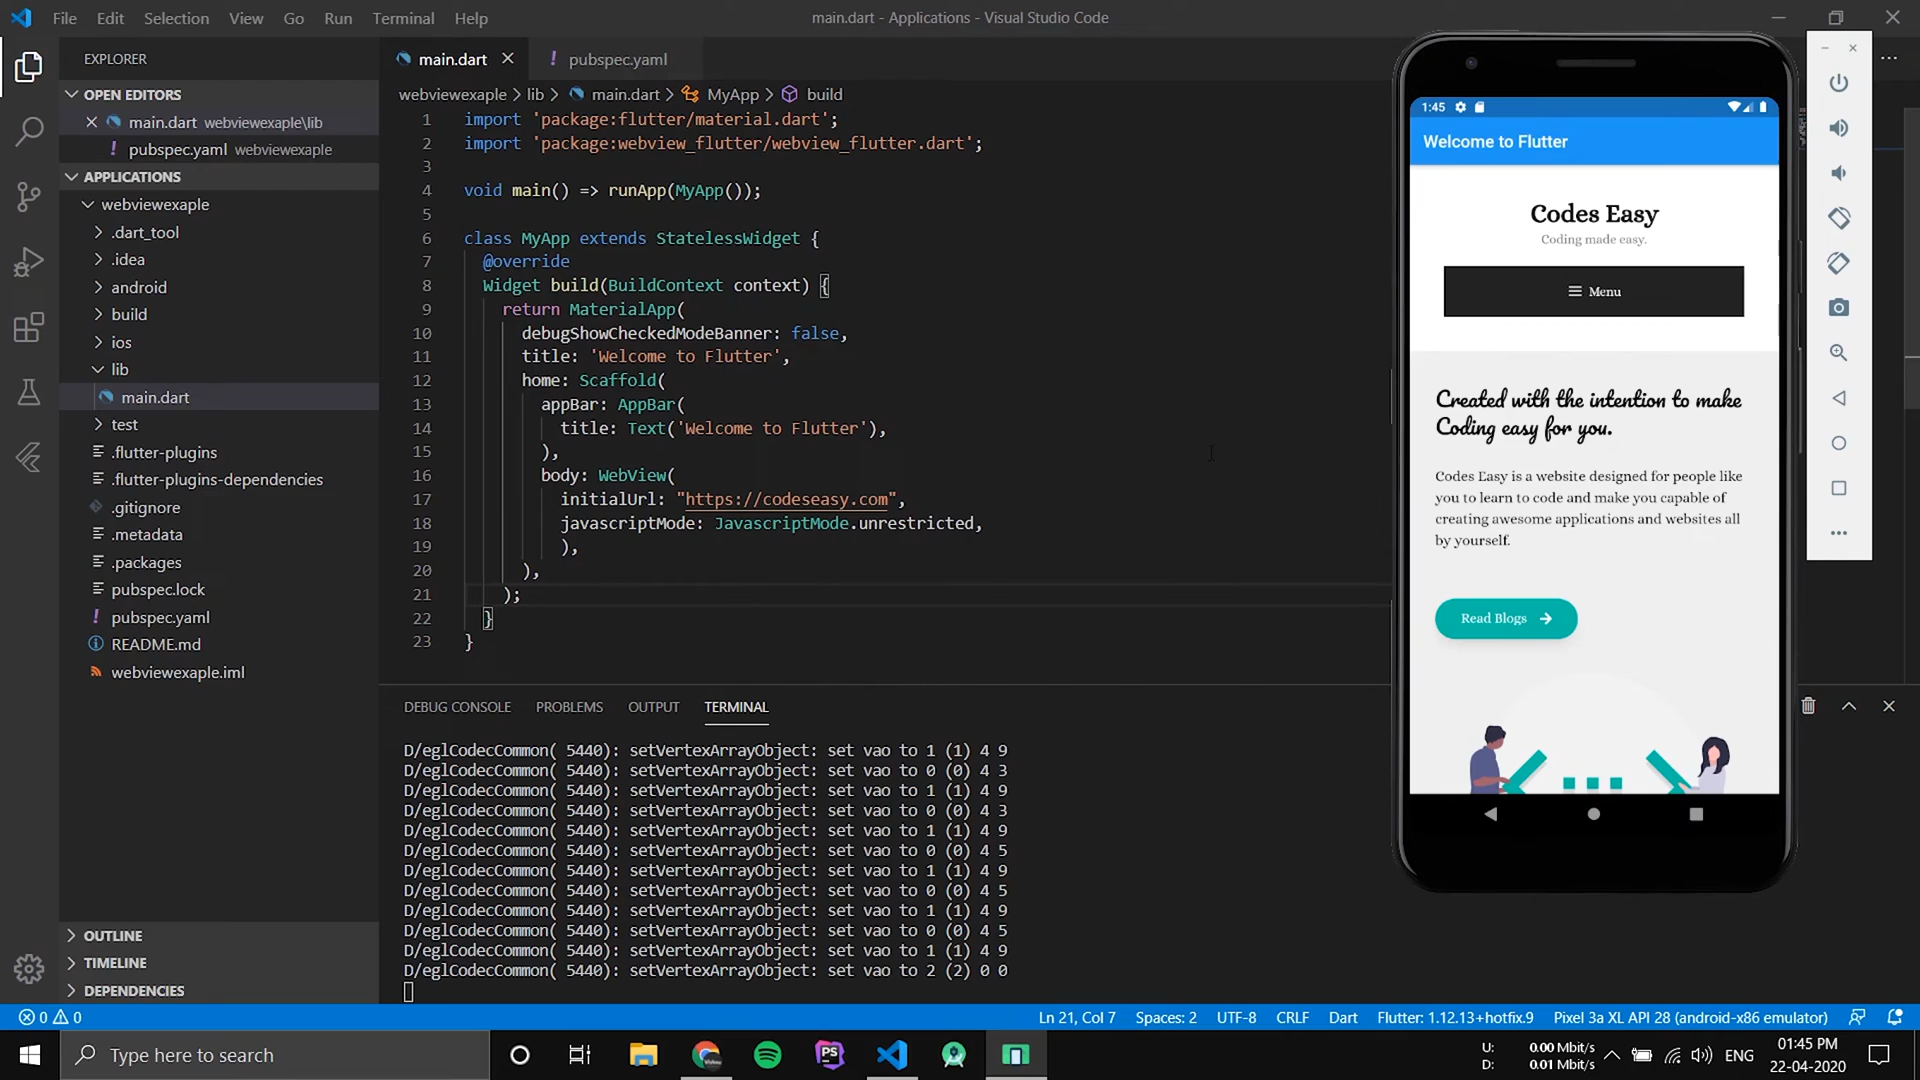 File Edit Selection View Go Run Terminal Help
main.dart - Applications - Visual Studio Code
EXPLORER
OPEN EDITORS
main.dart webviewexaple\lib
! pubspec.yaml webviewexaple
APPLICATIONS
webviewexaple
.dart_tool
.idea
android
build
ios
lib
main.dart
test
.flutter-plugins
.flutter-plugins-dependencies
.gitignore
.metadata
.packages
pubspec.lock
! pubspec.yaml
README.md
webviewexaple.iml
OUTLINE
TIMELINE
DEPENDENCIES
main.dart
! pubspec.yaml
webviewexaple > lib > main.dart > MyApp > build
1 import 'package:flutter/material.dart';
2 import 'package:webview_flutter/webview_flutter.dart';
3
4 void main() => runApp(MyApp());
5
6 class MyApp extends StatelessWidget {
7 @override
8 Widget build(BuildContext context) {
9 return MaterialApp(
10 debugShowCheckedModeBanner: false,
11 title: 'Welcome to Flutter',
12 home: Scaffold(
13 appBar: AppBar(
14 title: Text('Welcome to Flutter'),
15 ),
16 body: WebView(
17 initialUrl: "https://codeseasy.com",
18 javascriptMode: JavascriptMode.unrestricted,
19 ),
20 ),
21 );
22 }
23 }
DEBUG CONSOLE PROBLEMS OUTPUT TERMINAL
D/eglCodecCommon( 5440): setVertexArrayObject: set vao to 1 (1) 4 9
D/eglCodecCommon( 5440): setVertexArrayObject: set vao to 0 (0) 4 3
D/eglCodecCommon( 5440): setVertexArrayObject: set vao to 1 (1) 4 9
D/eglCodecCommon( 5440): setVertexArrayObject: set vao to 0 (0) 4 3
D/eglCodecCommon( 5440): setVertexArrayObject: set vao to 1 (1) 4 9
D/eglCodecCommon( 5440): setVertexArrayObject: set vao to 0 (0) 4 5
D/eglCodecCommon( 5440): setVertexArrayObject: set vao to 1 (1) 4 9
D/eglCodecCommon( 5440): setVertexArrayObject: set vao to 0 (0) 4 5
D/eglCodecCommon( 5440): setVertexArrayObject: set vao to 1 (1) 4 9
D/eglCodecCommon( 5440): setVertexArrayObject: set vao to 0 (0) 4 5
D/eglCodecCommon( 5440): setVertexArrayObject: set vao to 1 (1) 4 9
D/eglCodecCommon( 5440): setVertexArrayObject: set vao to 2 (2) 0 0
1:45
Welcome to Flutter
Codes Easy
Coding made easy.
Menu
Created with the intention to make
Coding easy for you.
Codes Easy is a website designed for people like
you to learn to code and make you capable of
creating awesome applications and websites all
by yourself.
Read Blogs
0 0
Ln 21, Col 7 Spaces: 2 UTF-8 CRLF Dart Flutter: 1.12.13+hotfix.9 Pixel 3a XL API 28 (android-x86 emulator)
Type here to search
PS
U: 0.00 Mbit/s
D: 0.01 Mbit/s
ENG
01:45 PM
22-04-2020